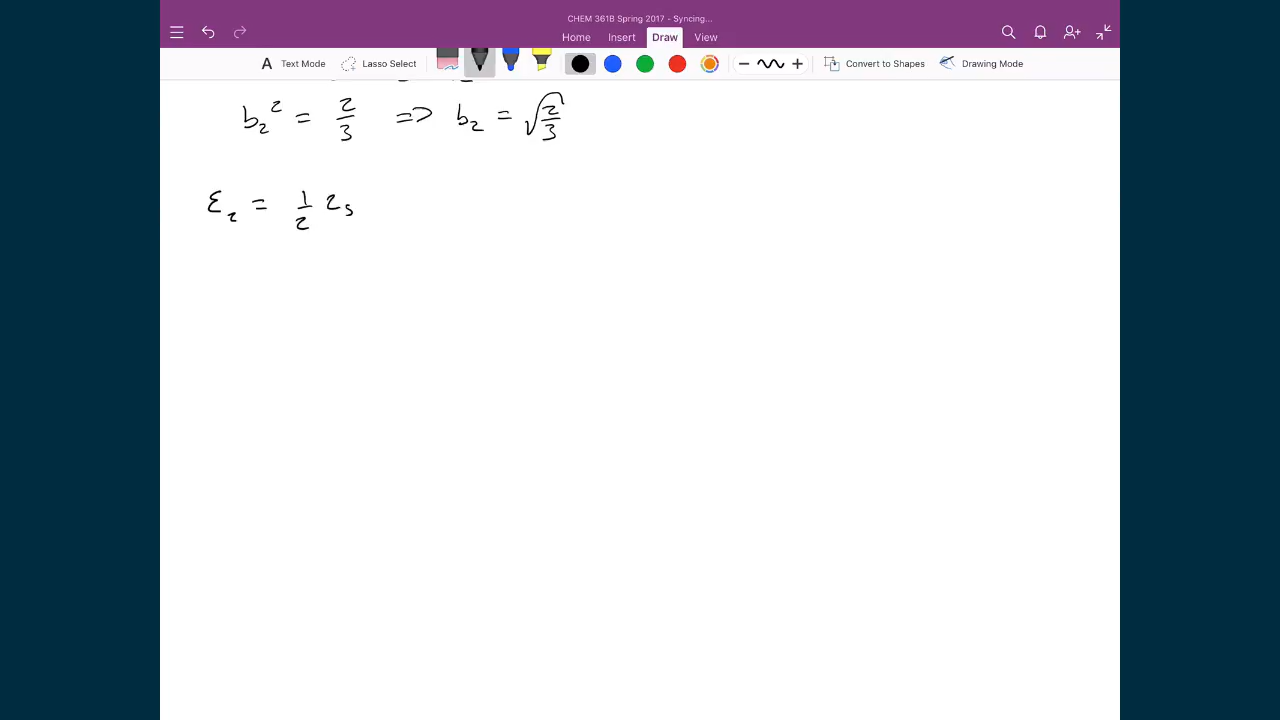 CHEM 361B Spring 2017 - Syncing...
Home Insert Draw View
A Text Mode Lasso Select Convert to Shapes Drawing Mode
b₂² = 2/3 => b₂ = √(2/3)
ε₂ = 1/2 2s